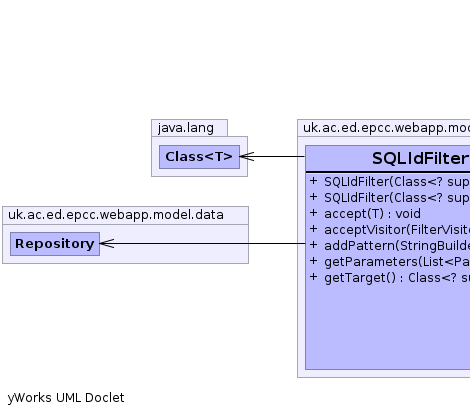 java.lang
Class<T>
uk.ac.ed.epcc.webapp.model.data
Repository
uk.ac.ed.epcc.webapp.mod
SQLIdFilter
+ SQLIdFilter(Class<? sup
+ SQLIdFilter(Class<? sup
+ accept(T) : void
+ acceptVisitor(FilterVisito
+ addPattern(StringBuilde
+ getParameters(List<Pa
+ getTarget() : Class<? su
yWorks UML Doclet